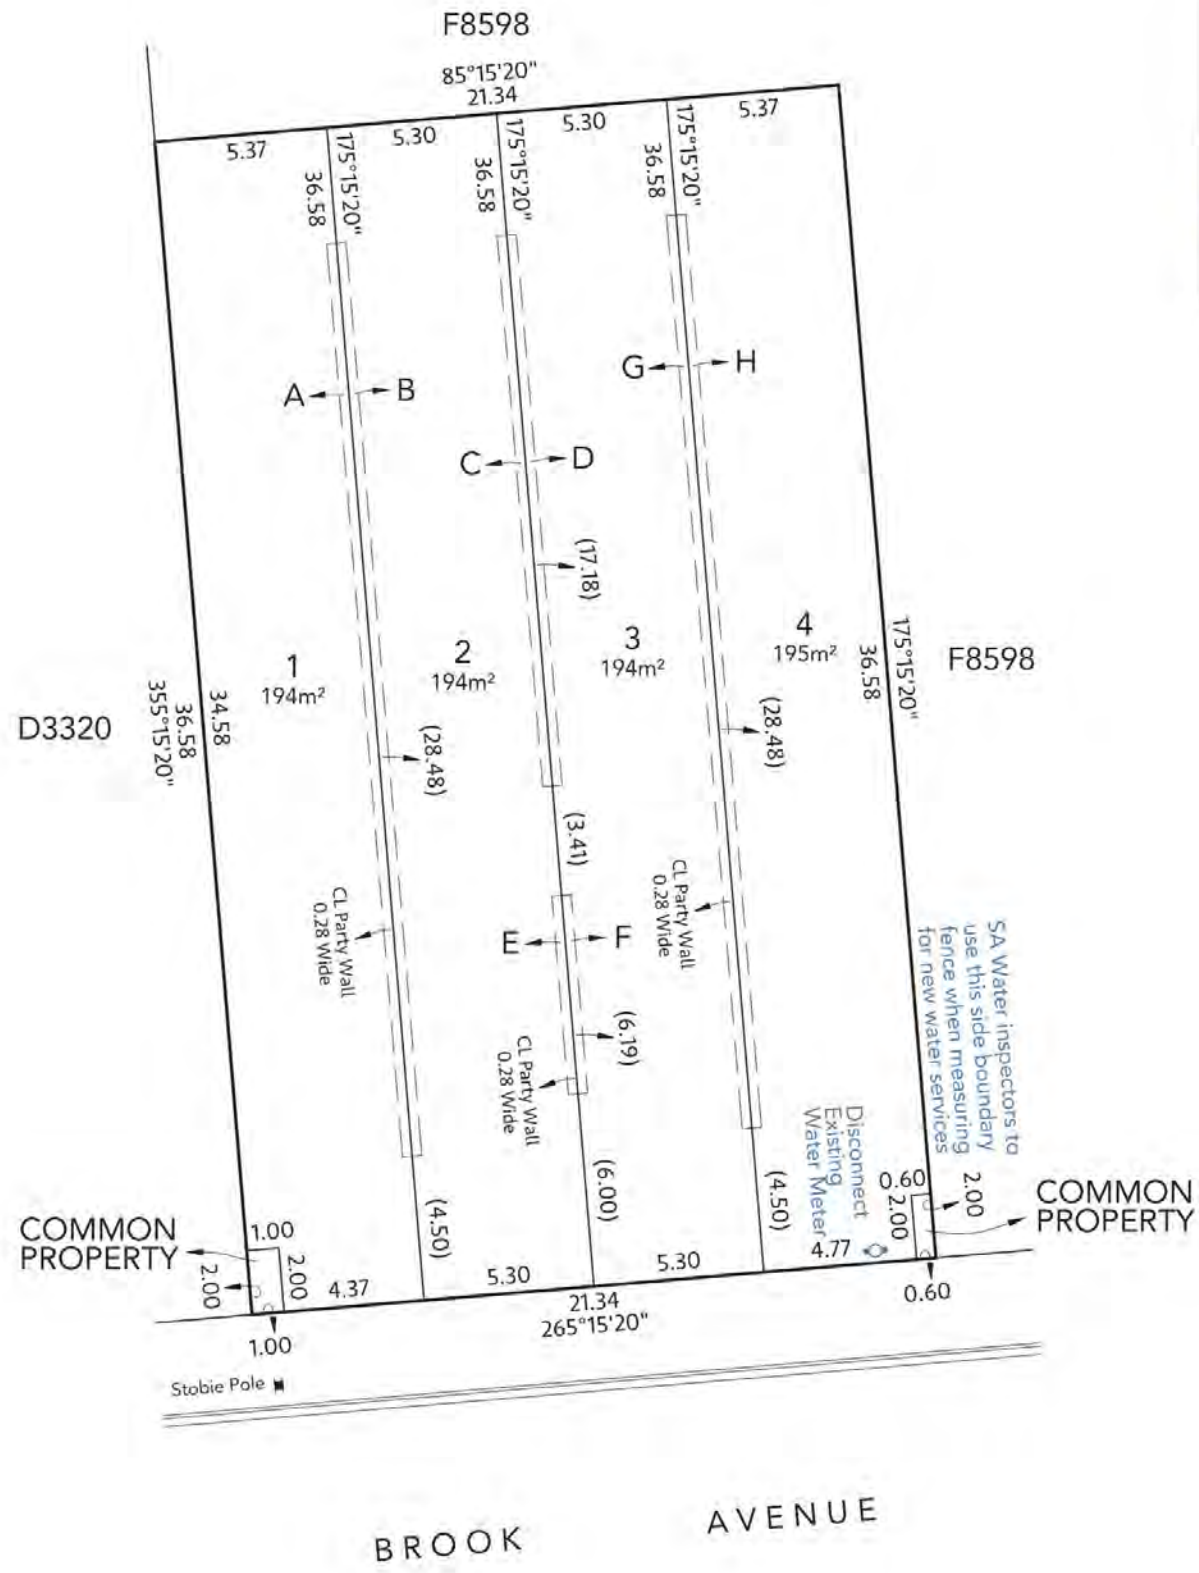 F8598
85°15'20"
21.34
5.37
5.30
5.30
5.37
175°15'20"
36.58
175°15'20"
36.58
175°15'20"
36.58
A
B
C
D
G
H
(17.18)
1
194m²
2
194m²
3
194m²
4
195m²
D3320
355°15'20"
36.58
34.58
(28.48)
(28.48)
36.58
175°15'20"
F8598
(3.41)
CL Party Wall
0.28 Wide
CL Party Wall
0.28 Wide
E
F
(6.19)
CL Party Wall
0.28 Wide
SA Water inspectors to
use this side boundary
fence when measuring
for new water services
Disconnect
Existing
Water Meter
(4.50)
(6.00)
(4.50)
COMMON
PROPERTY
1.00
2.00
2.00
1.00
4.37
5.30
5.30
4.77
0.60
2.00
2.00
0.60
COMMON
PROPERTY
21.34
265°15'20"
Stobie Pole
BROOK AVENUE